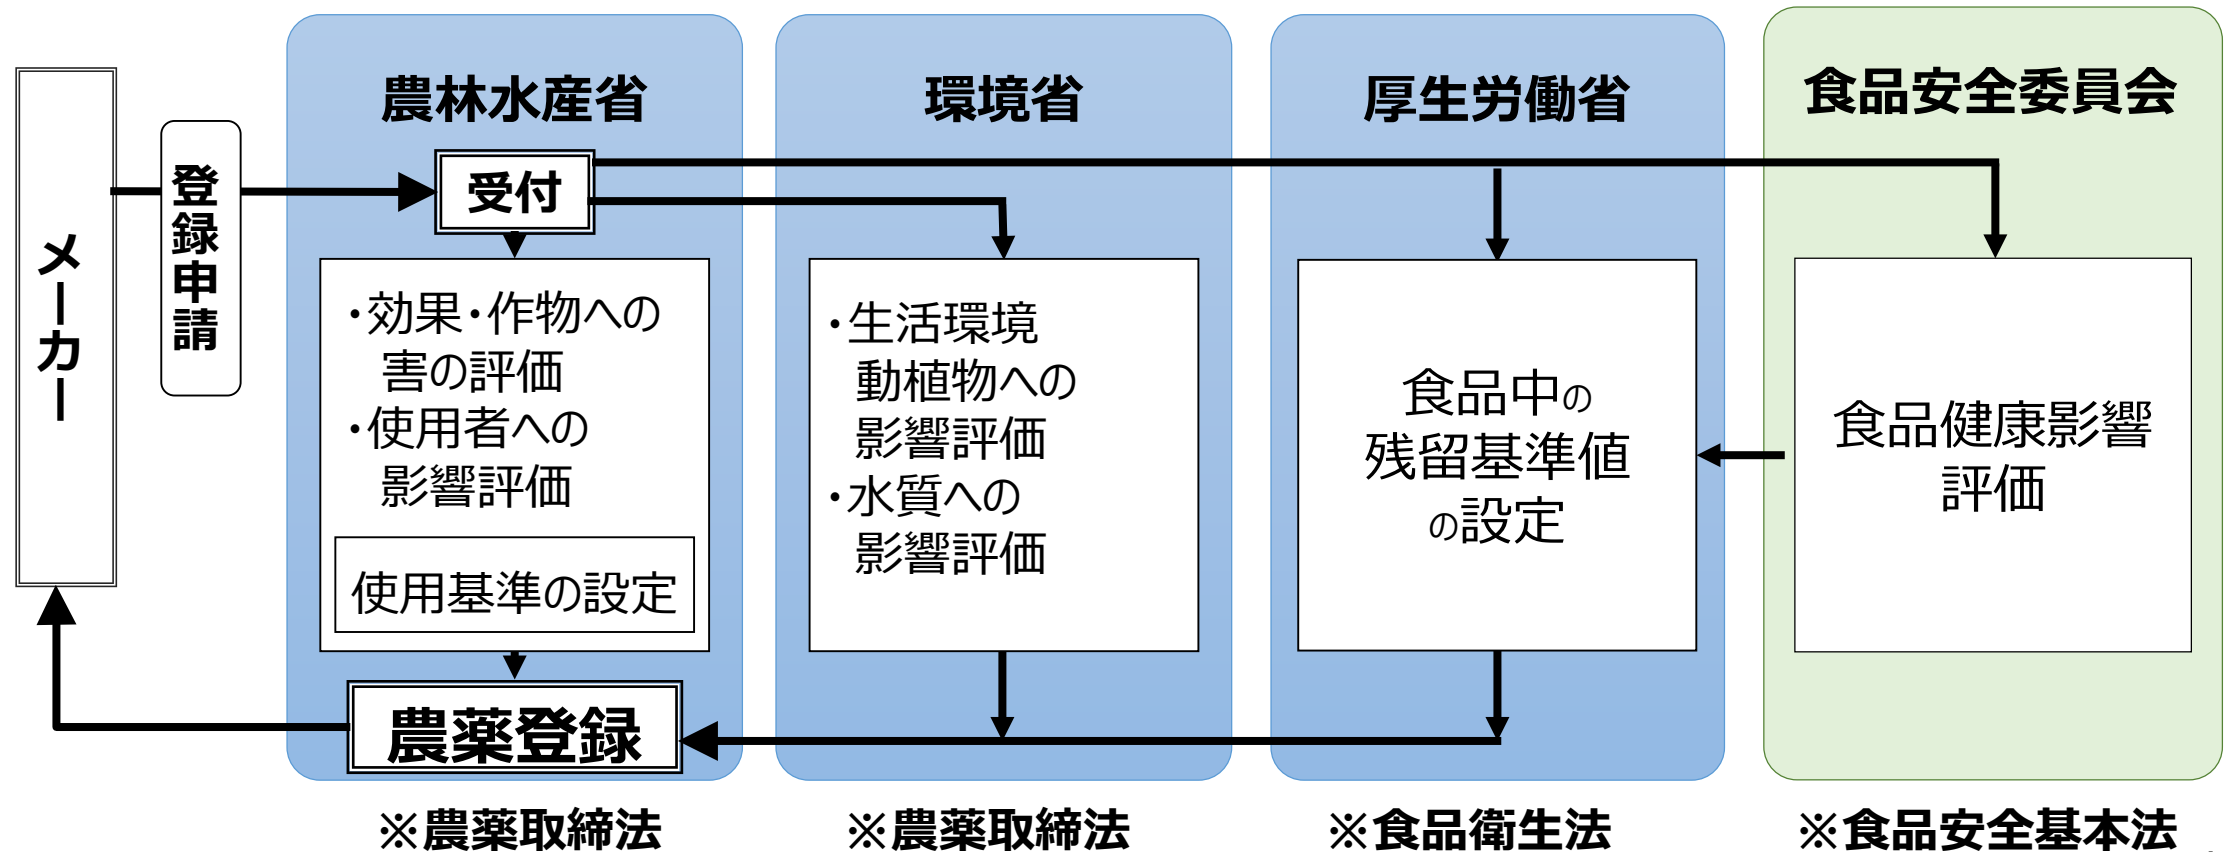 メーカー
登録申請
農林水産省
受付
・効果・作物への
害の評価
・使用者への
影響評価
使用基準の設定
農薬登録
※農薬取締法
環境省
・生活環境
動植物への
影響評価
・水質への
影響評価
※農薬取締法
厚生労働省
食品中の
残留基準値
の設定
※食品衛生法
食品安全委員会
食品健康影響
評価
※食品安全基本法